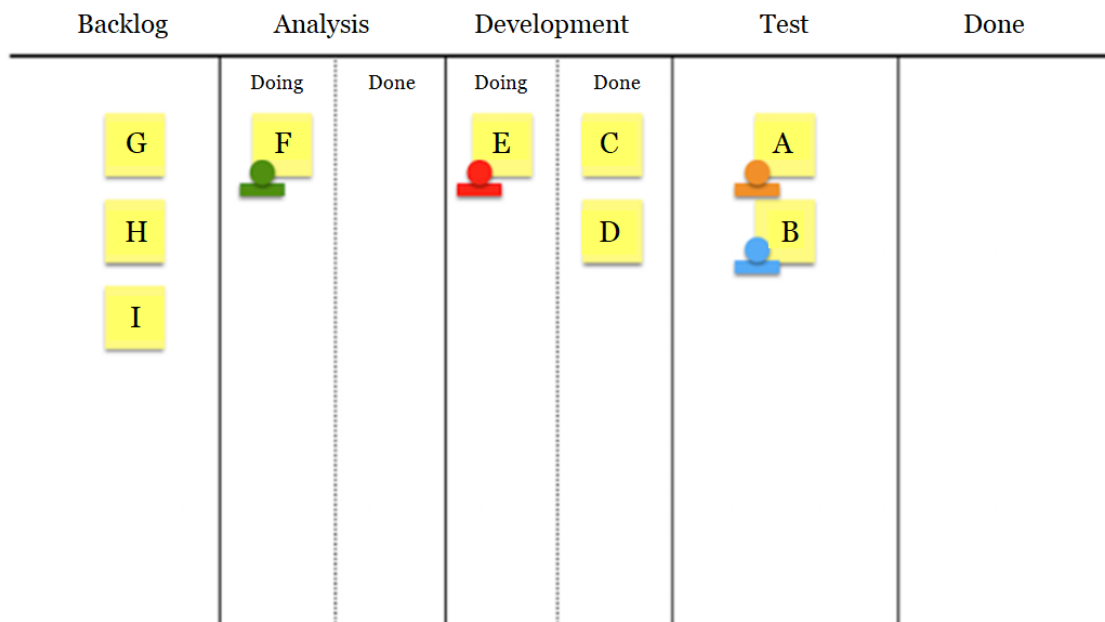 Backlog Analysis Development Test Done
Doing Done Doing Done
G F E C A
H D B
I